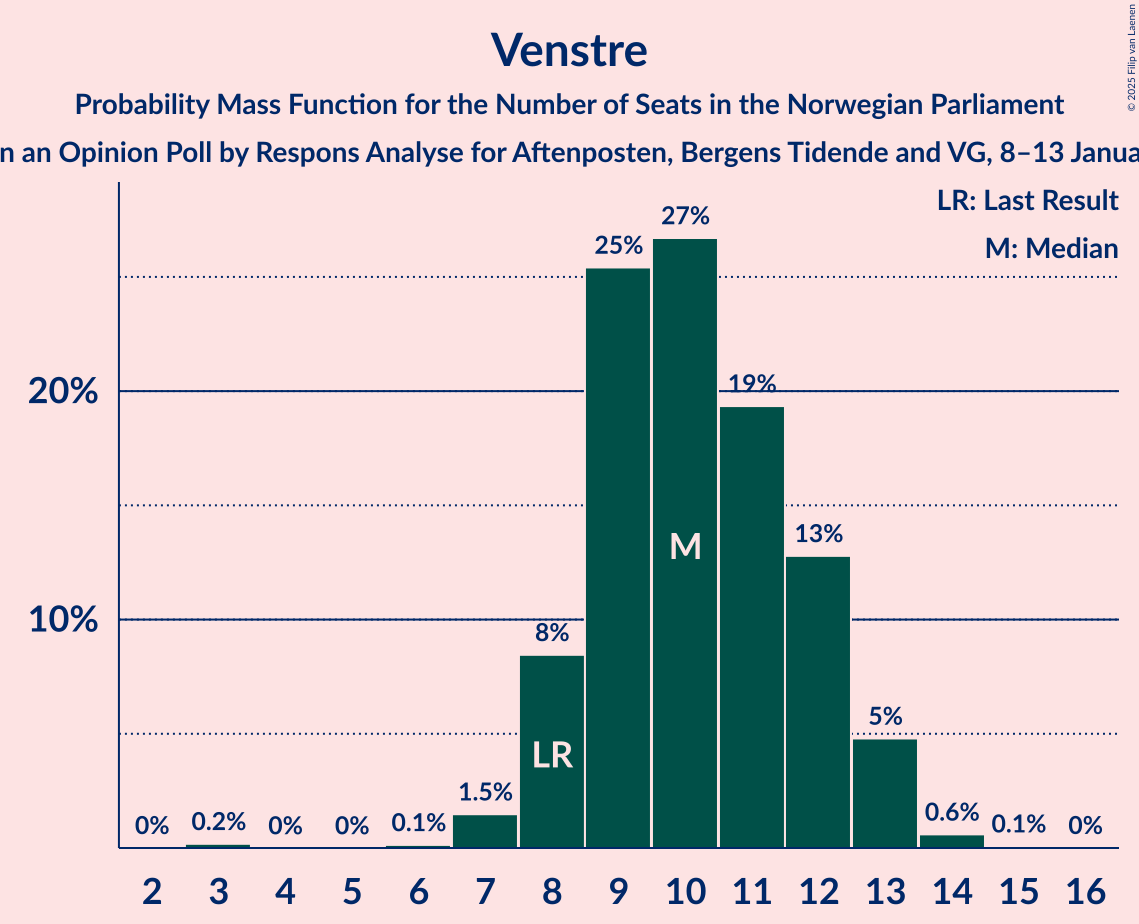 Venstre
Probability Mass Function for the Number of Seats in the Norwegian Parliament
n an Opinion Poll by Respons Analyse for Aftenposten, Bergens Tidende and VG, 8–13 Janua
© 2025 Filip van Laenen
LR: Last Result
M: Median
20%
10%
0% 0.2% 0% 0% 0.1% 1.5% 8% 25% 27% 19% 13% 5% 0.6% 0.1% 0%
LR M
2 3 4 5 6 7 8 9 10 11 12 13 14 15 16